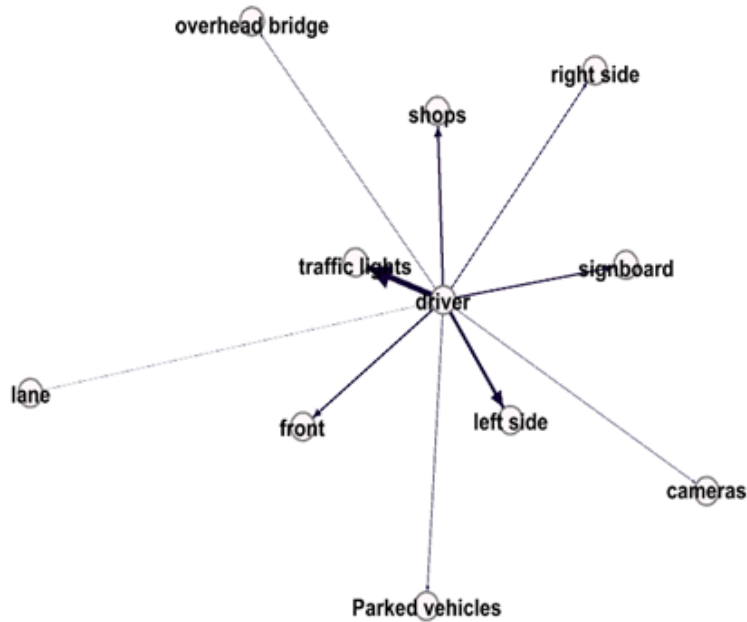 overhead bridge
right side
shops
traffic lights
signboard
driver
lane
front
left side
cameras
Parked vehicles